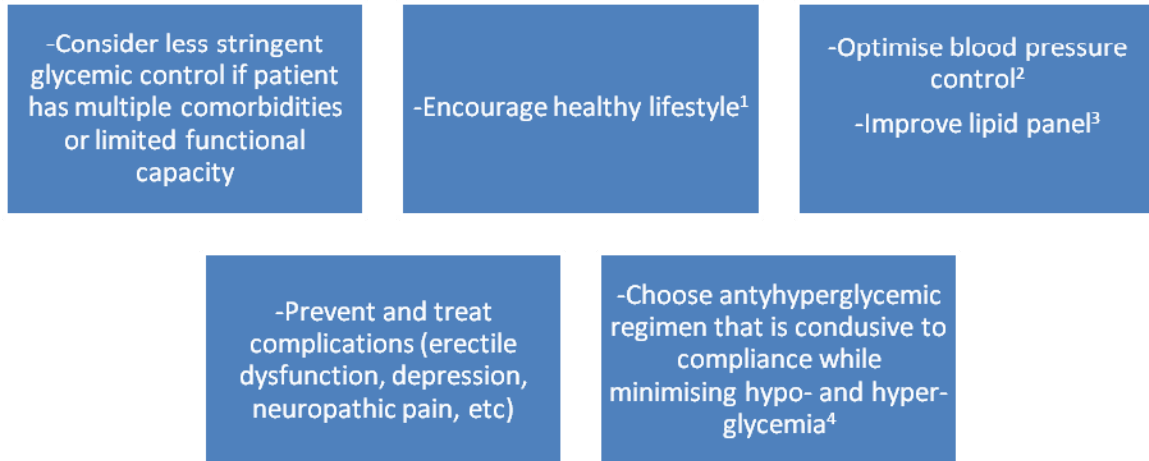 -Consider less stringent
glycemic control if patient
has multiple comorbidities
or limited functional
capacity
-Encourage healthy lifestyle¹
-Optimise blood pressure
control²
-Improve lipid panel³
-Prevent and treat
complications (erectile
dysfunction, depression,
neuropathic pain, etc)
-Choose antyhyperglycemic
regimen that is condusive to
compliance while
minimising hypo- and hyper-
glycemia⁴